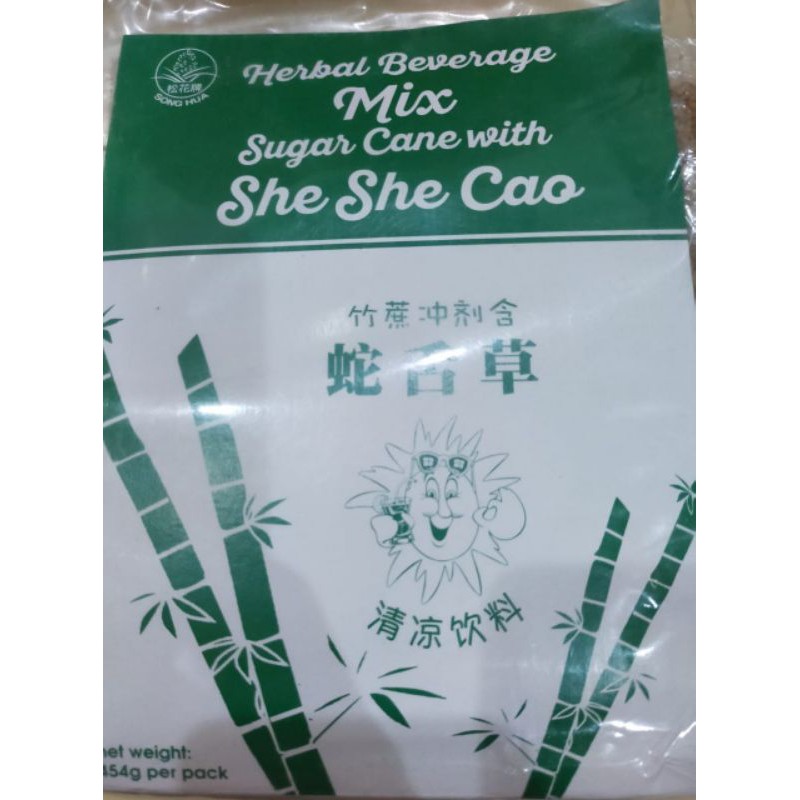 松花牌
SONG HUA
Herbal Beverage
Mix
Sugar Cane with
She She Cao
竹蔗冲剂含
蛇舌草
清凉饮料
net weight:
454g per pack